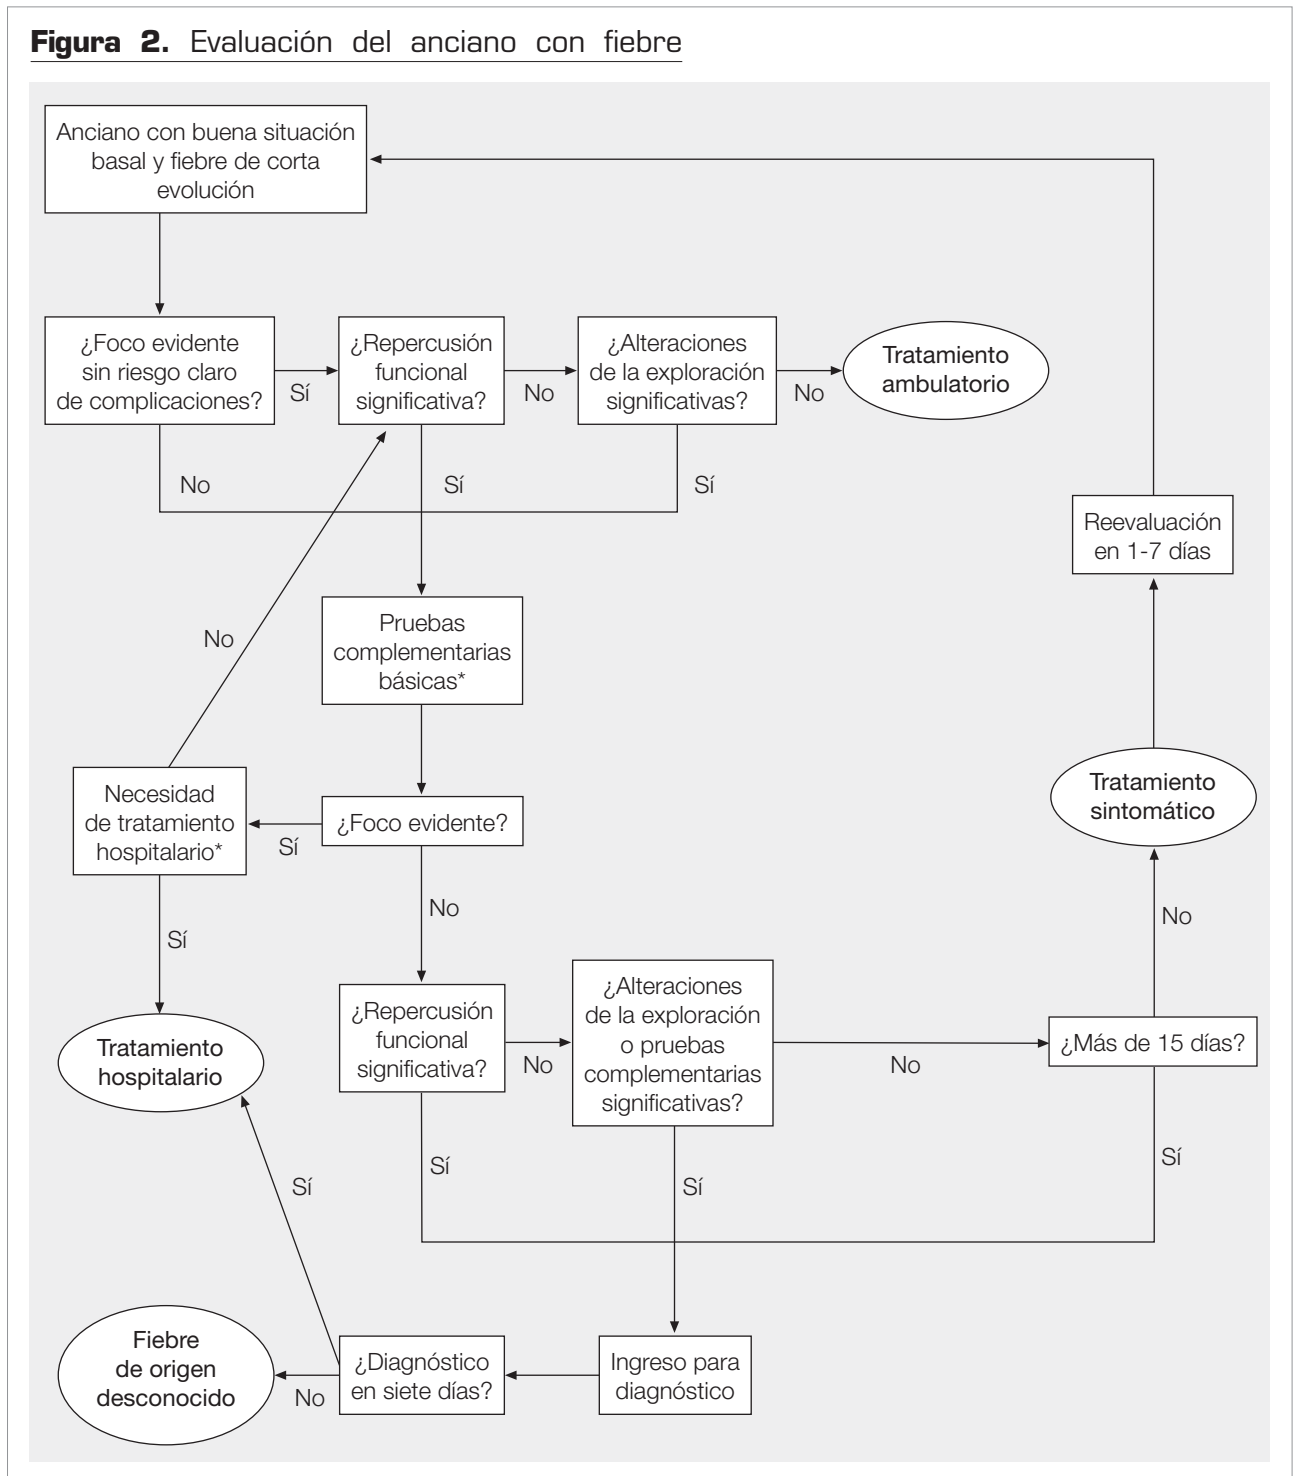 Figura 2. Evaluación del anciano con fiebre
Anciano con buena situación
basal y fiebre de corta
evolución
¿Foco evidente
sin riesgo claro
de complicaciones?
Sí
¿Repercusión
funcional
significativa?
No
¿Alteraciones
de la exploración
significativas?
No
Tratamiento
ambulatorio
No
Sí
Sí
Reevaluación
en 1-7 días
No
Pruebas
complementarias
básicas*
Necesidad
de tratamiento
hospitalario*
Sí
¿Foco evidente?
Tratamiento
sintomático
No
Sí
No
Tratamiento
hospitalario
¿Repercusión
funcional
significativa?
No
¿Alteraciones
de la exploración
o pruebas
complementarias
significativas?
No
¿Más de 15 días?
Sí
Sí
Sí
Sí
Fiebre
de origen
desconocido
No
¿Diagnóstico
en siete días?
Ingreso para
diagnóstico